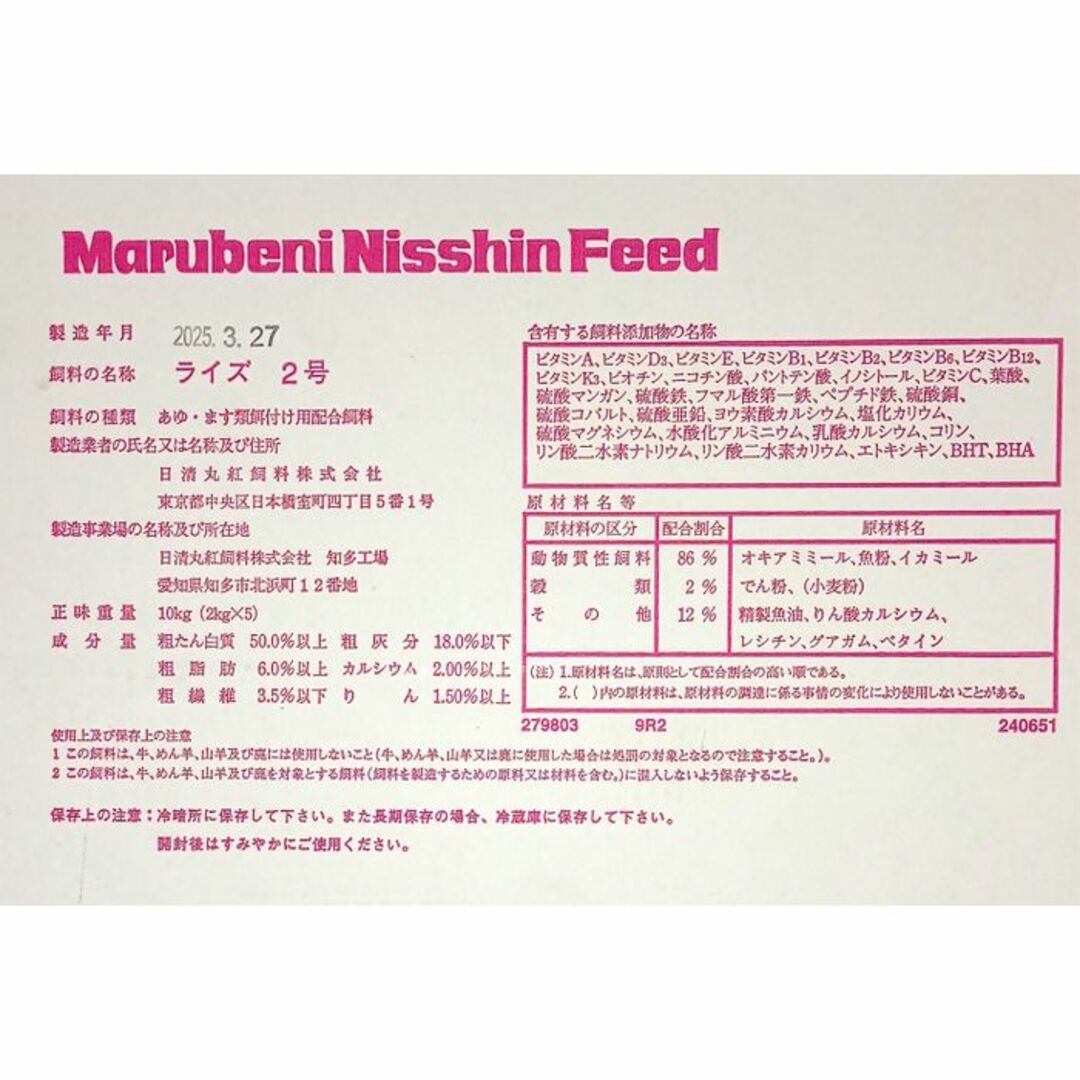 Marubeni Nisshin Feed
製造年月 2025. 3. 27
飼料の名称 ライズ 2号
飼料の種類 あゆ・ます類餌付け用配合飼料
製造業者の氏名又は名称及び住所
日清丸紅飼料株式会社
東京都中央区日本橋室町四丁目5番1号
製造事業場の名称及び所在地
日清丸紅飼料株式会社 知多工場
愛知県知多市北浜町12番地
正味重量 10kg (2kg×5)
成分量 粗たん白質 50.0%以上 粗灰分 18.0%以下
粗脂肪 6.0%以上 カルシウム 2.00%以上
粗繊維 3.5%以下 りん 1.50%以上
含有する飼料添加物の名称
ビタミンA、ビタミンD3、ビタミンE、ビタミンB1、ビタミンB2、ビタミンB6、ビタミンB12、
ビタミンK3、ビオチン、ニコチン酸、パントテン酸、イノシトール、ビタミンC、葉酸、
硫酸マンガン、硫酸鉄、フマル酸第一鉄、ペプチド鉄、硫酸銅、
硫酸コバルト、硫酸亜鉛、ヨウ素酸カルシウム、塩化カリウム、
硫酸マグネシウム、水酸化アルミニウム、乳酸カルシウム、コリン、
リン酸二水素ナトリウム、リン酸二水素カリウム、エトキシキン、BHT、BHA
原材料名等
原材料の区分 配合割合 原材料名
動物質性飼料 86 % オキアミミール、魚粉、イカミール
穀類 2 % でん粉、(小麦粉)
その他 12 % 精製魚油、りん酸カルシウム、
レシチン、グアガム、ベタイン
(注) 1.原材料名は、原則として配合割合の高い順である。
2.( )内の原材料は、原材料の調達に係る事情の変化により使用しないことがある。
279803 9R2 240651
使用上及び保存上の注意
1 この飼料は、牛、めん羊、山羊及び鹿には使用しないこと(牛、めん羊、山羊又は鹿に使用した場合は処罰の対象となるので注意すること。)。
2 この飼料は、牛、めん羊、山羊及び鹿を対象とする飼料(飼料を製造するための原料又は材料を含む。)に混入しないよう保存すること。
保存上の注意:冷暗所に保存して下さい。また長期保存の場合、冷蔵庫に保存して下さい。
開封後はすみやかにご使用ください。